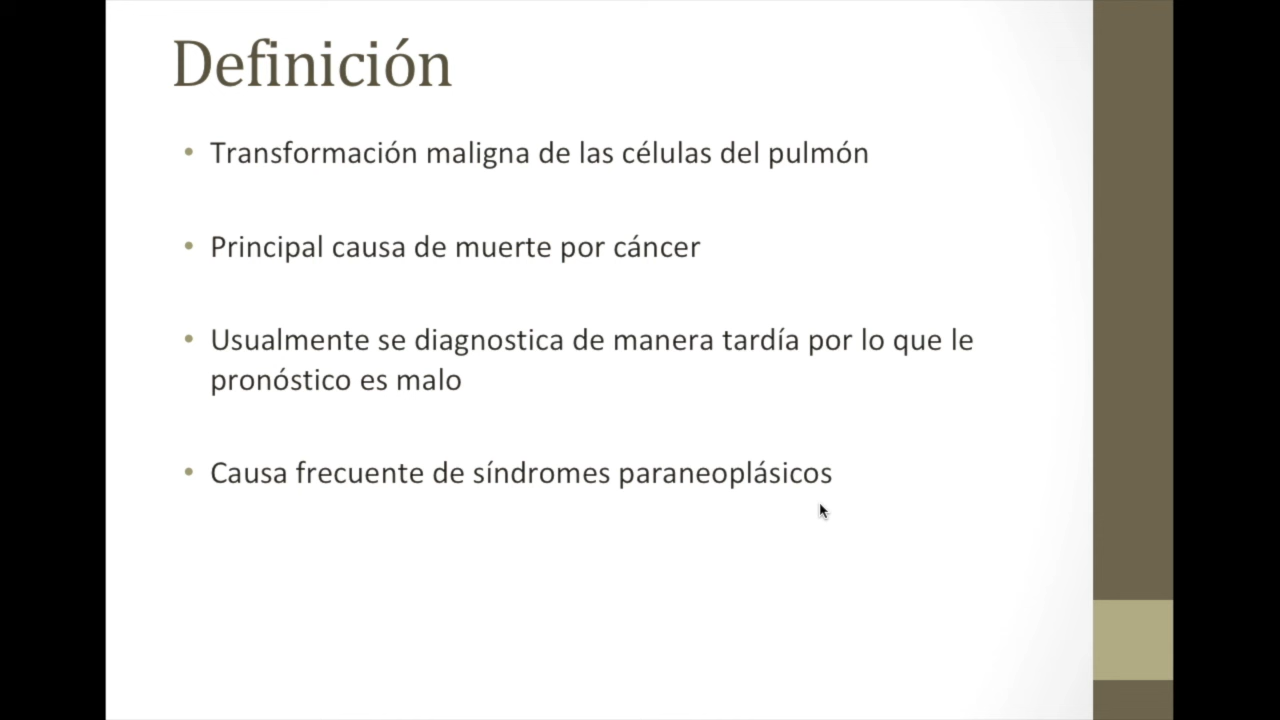 Definición
• Transformación maligna de las células del pulmón
• Principal causa de muerte por cáncer
• Usualmente se diagnostica de manera tardía por lo que le
pronóstico es malo
• Causa frecuente de síndromes paraneoplásicos